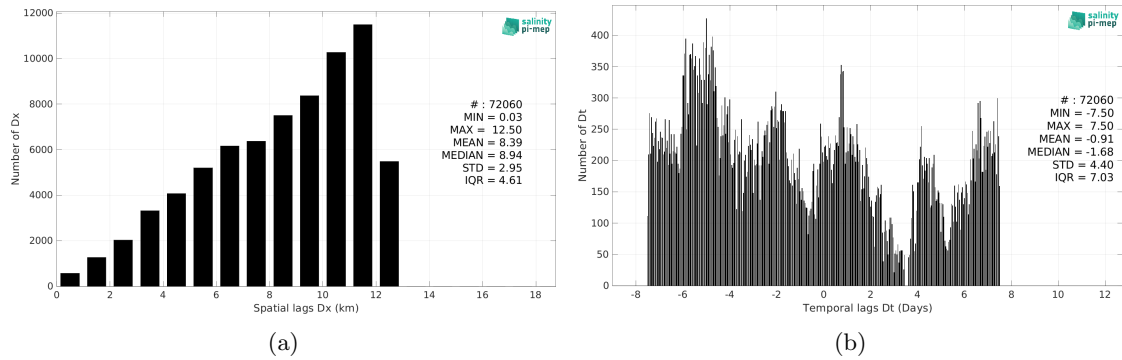 salinity
pi-mep
12000
10000
8000
6000
4000
2000
0
Number of Dx
# : 72060
MIN = 0.03
MAX = 12.50
MEAN = 8.39
MEDIAN = 8.94
STD = 2.95
IQR = 4.61
0 2 4 6 8 10 12 14 16 18
Spatial lags Dx (km)
(a)
salinity
pi-mep
400
350
300
250
200
150
100
50
0
Number of Dt
# : 72060
MIN = -7.50
MAX = 7.50
MEAN = -0.91
MEDIAN = -1.68
STD = 4.40
IQR = 7.03
-8 -6 -4 -2 0 2 4 6 8 10 12
Temporal lags Dt (Days)
(b)